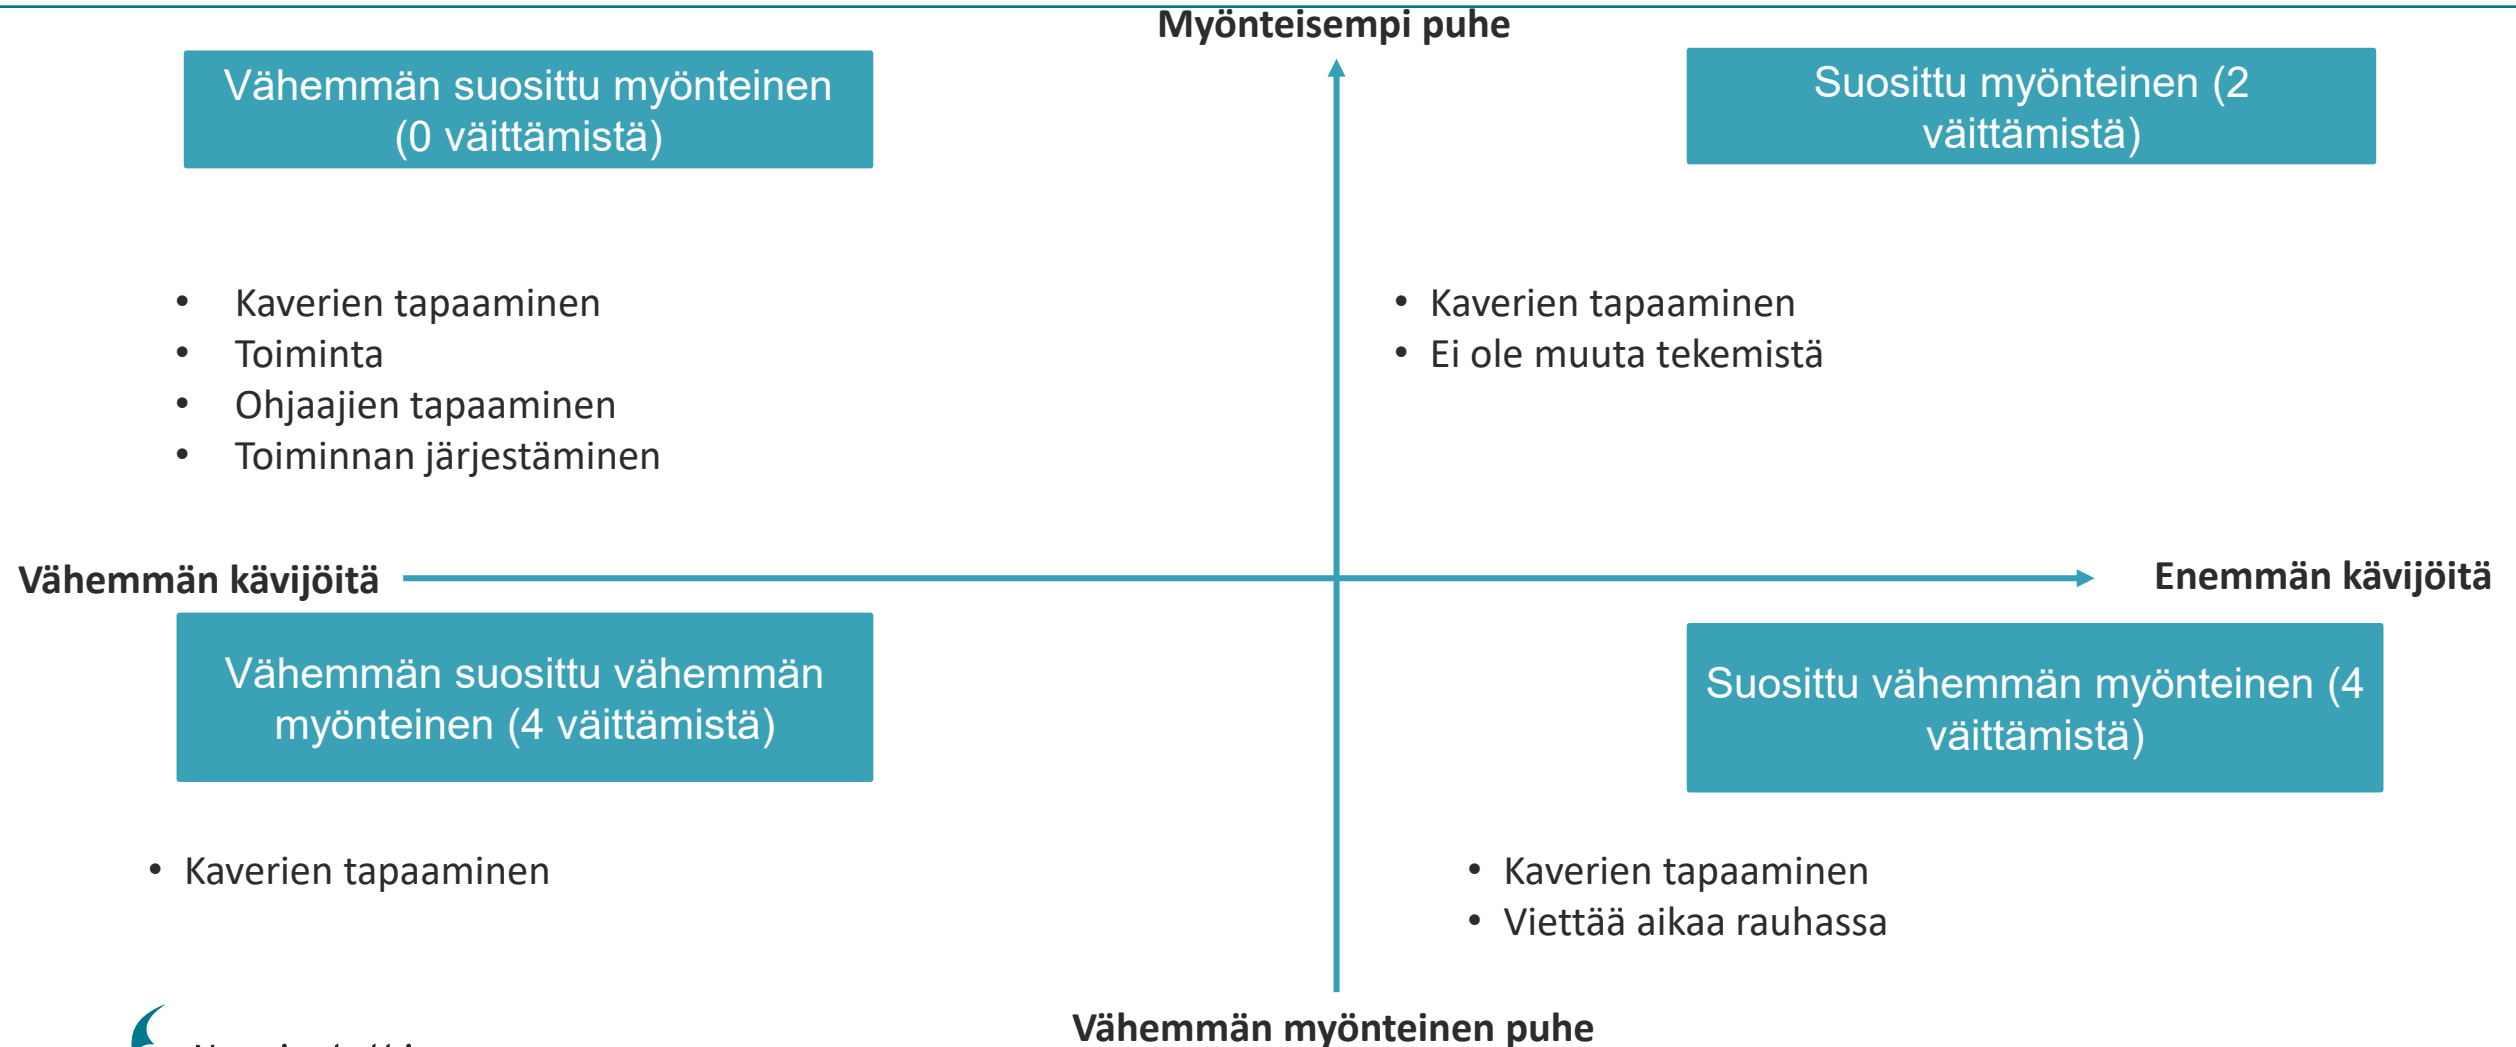 Myönteisempi puhe
Vähemmän suosittu myönteinen
(0 väittämistä)
Suosittu myönteinen (2
väittämistä)
• Kaverien tapaaminen
• Toiminta
• Ohjaajien tapaaminen
• Toiminnan järjestäminen
• Kaverien tapaaminen
• Ei ole muuta tekemistä
Vähemmän kävijöitä
Enemmän kävijöitä
Vähemmän suosittu vähemmän
myönteinen (4 väittämistä)
Suosittu vähemmän myönteinen (4
väittämistä)
• Kaverien tapaaminen
• Kaverien tapaaminen
• Viettää aikaa rauhassa
Vähemmän myönteinen puhe